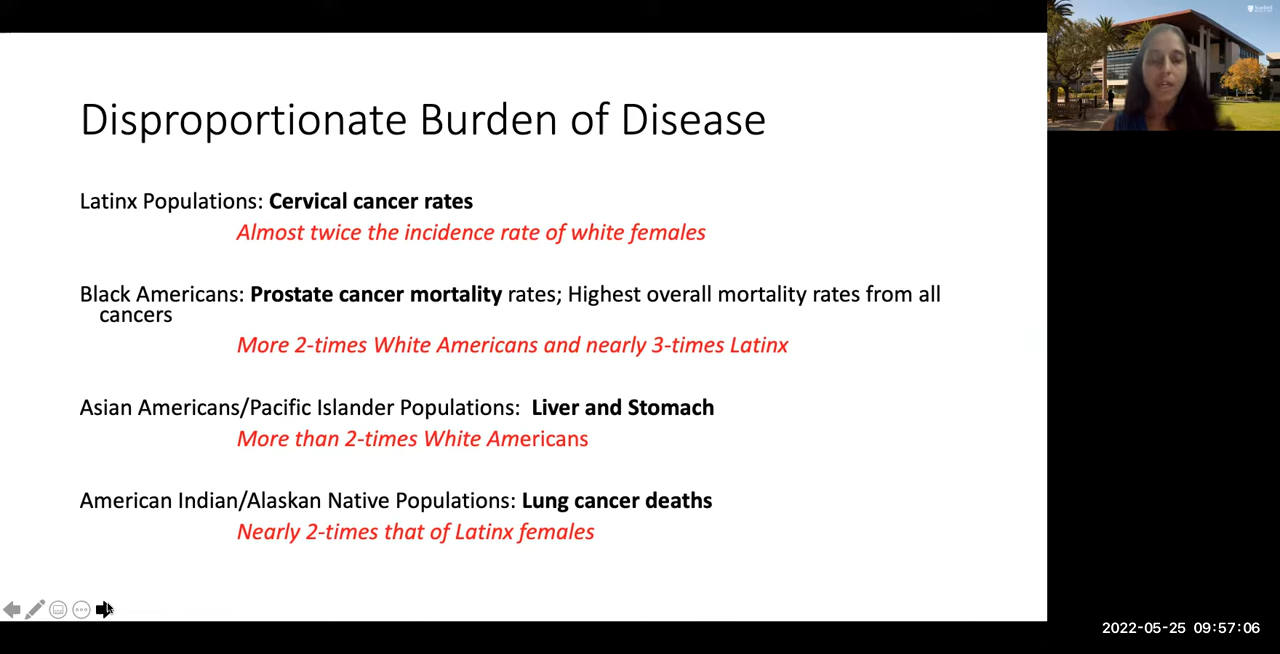 Disproportionate Burden of Disease
Latinx Populations: Cervical cancer rates
Almost twice the incidence rate of white females
Black Americans: Prostate cancer mortality rates; Highest overall mortality rates from all
cancers
More 2-times White Americans and nearly 3-times Latinx
Asian Americans/Pacific Islander Populations: Liver and Stomach
More than 2-times White Americans
American Indian/Alaskan Native Populations: Lung cancer deaths
Nearly 2-times that of Latinx females
2022-05-25 09:57:06